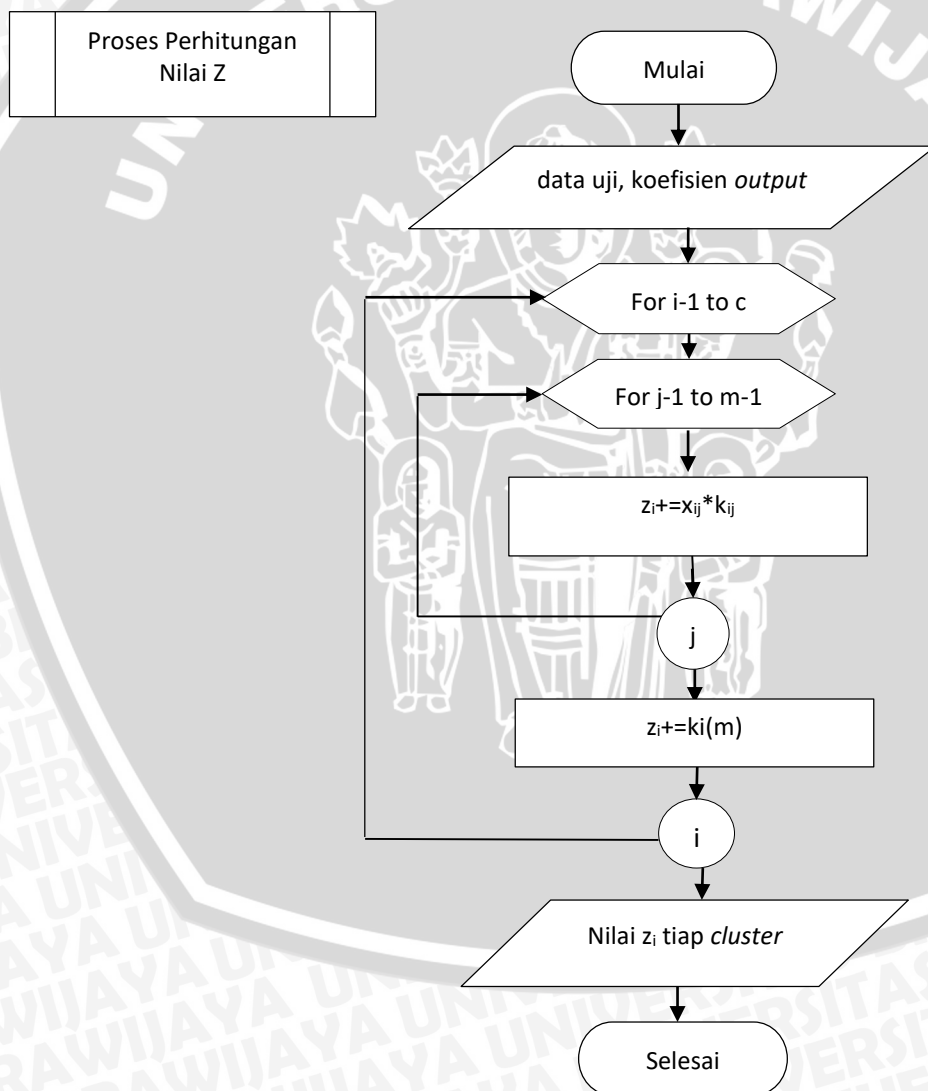 Proses Perhitungan
Nilai Z
Mulai
data uji, koefisien output
For i-1 to c
For j-1 to m-1
zᵢ+=xᵢⱼ*kᵢⱼ
j
zᵢ+=ki(m)
i
Nilai zᵢ tiap cluster
Selesai